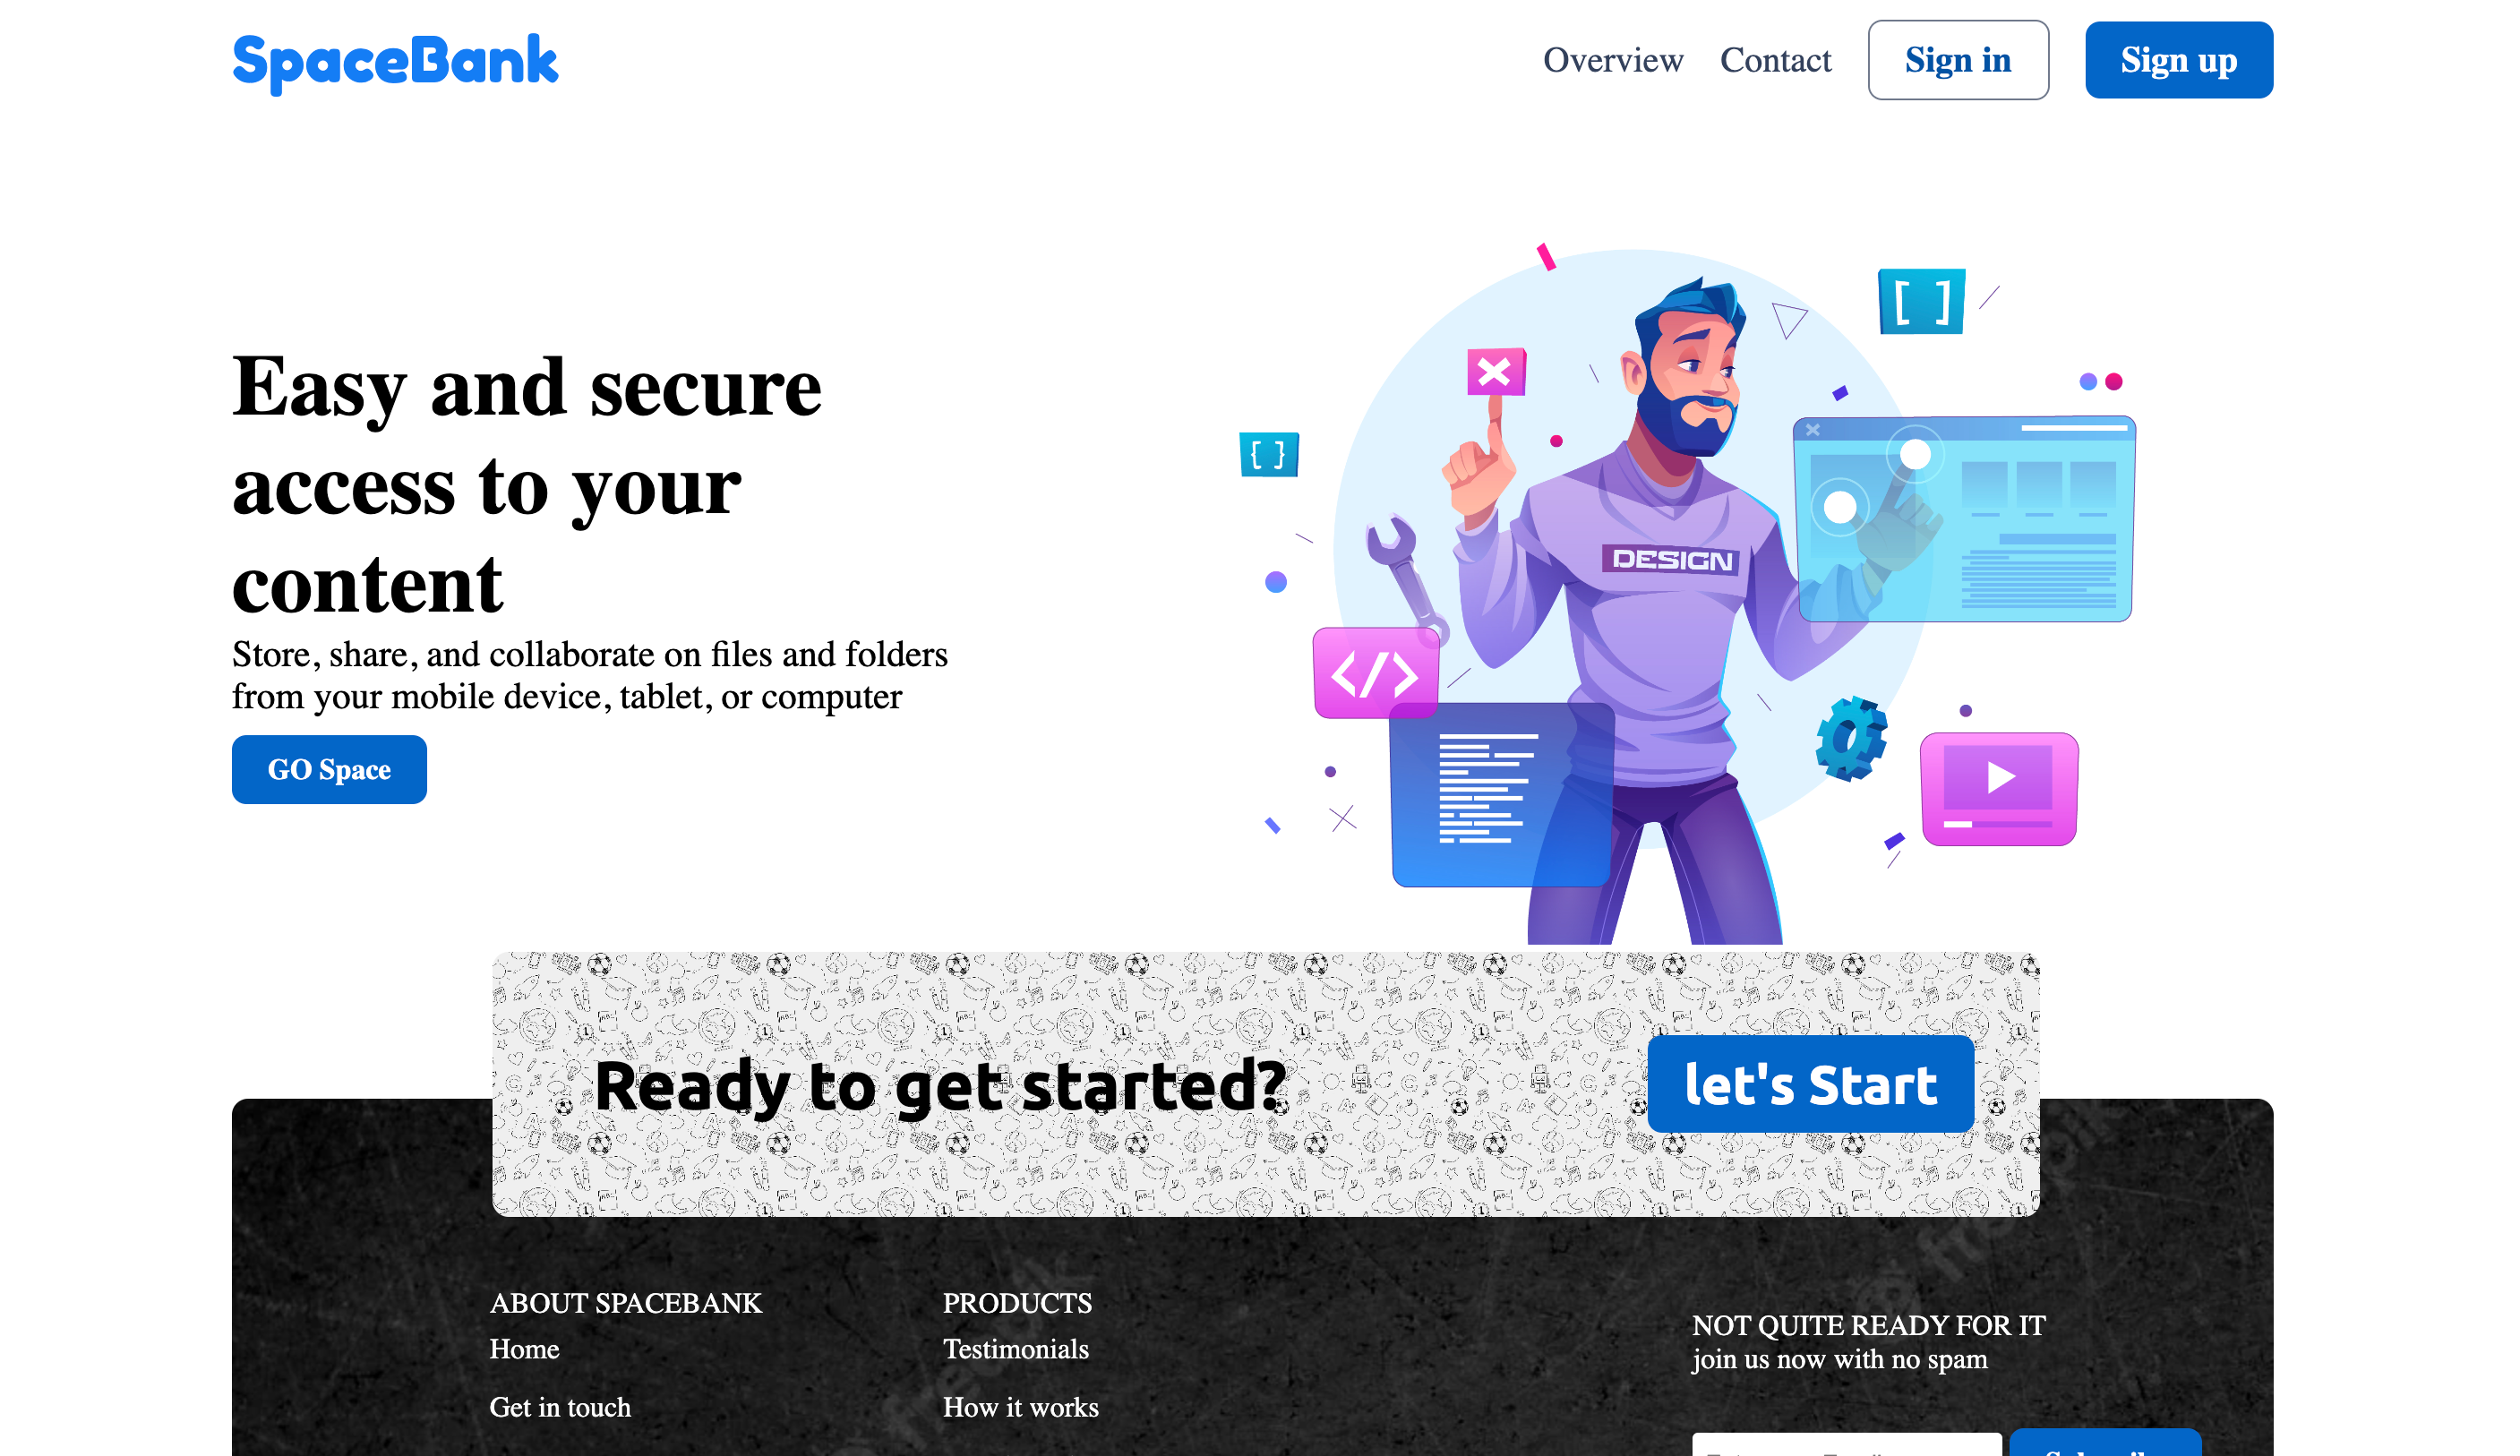 SpaceBank
Overview Contact Sign in Sign up
Easy and secure
access to your
content
Store, share, and collaborate on files and folders
from your mobile device, tablet, or computer
GO Space
DESIGN
Ready to get started?
let's Start
ABOUT SPACEBANK
Home
Get in touch
PRODUCTS
Testimonials
How it works
NOT QUITE READY FOR IT
join us now with no spam